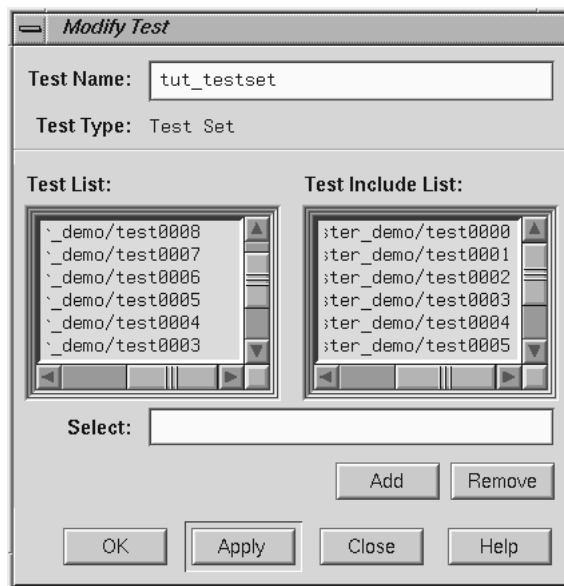 Modify Test
Test Name: tut_testset
Test Type: Test Set
Test List:
_demo/test0008
_demo/test0007
_demo/test0006
_demo/test0005
_demo/test0004
_demo/test0003
Test Include List:
ster_demo/test0000
ster_demo/test0001
ster_demo/test0002
ster_demo/test0003
ster_demo/test0004
ster_demo/test0005
Select:
Add Remove
OK Apply Close Help